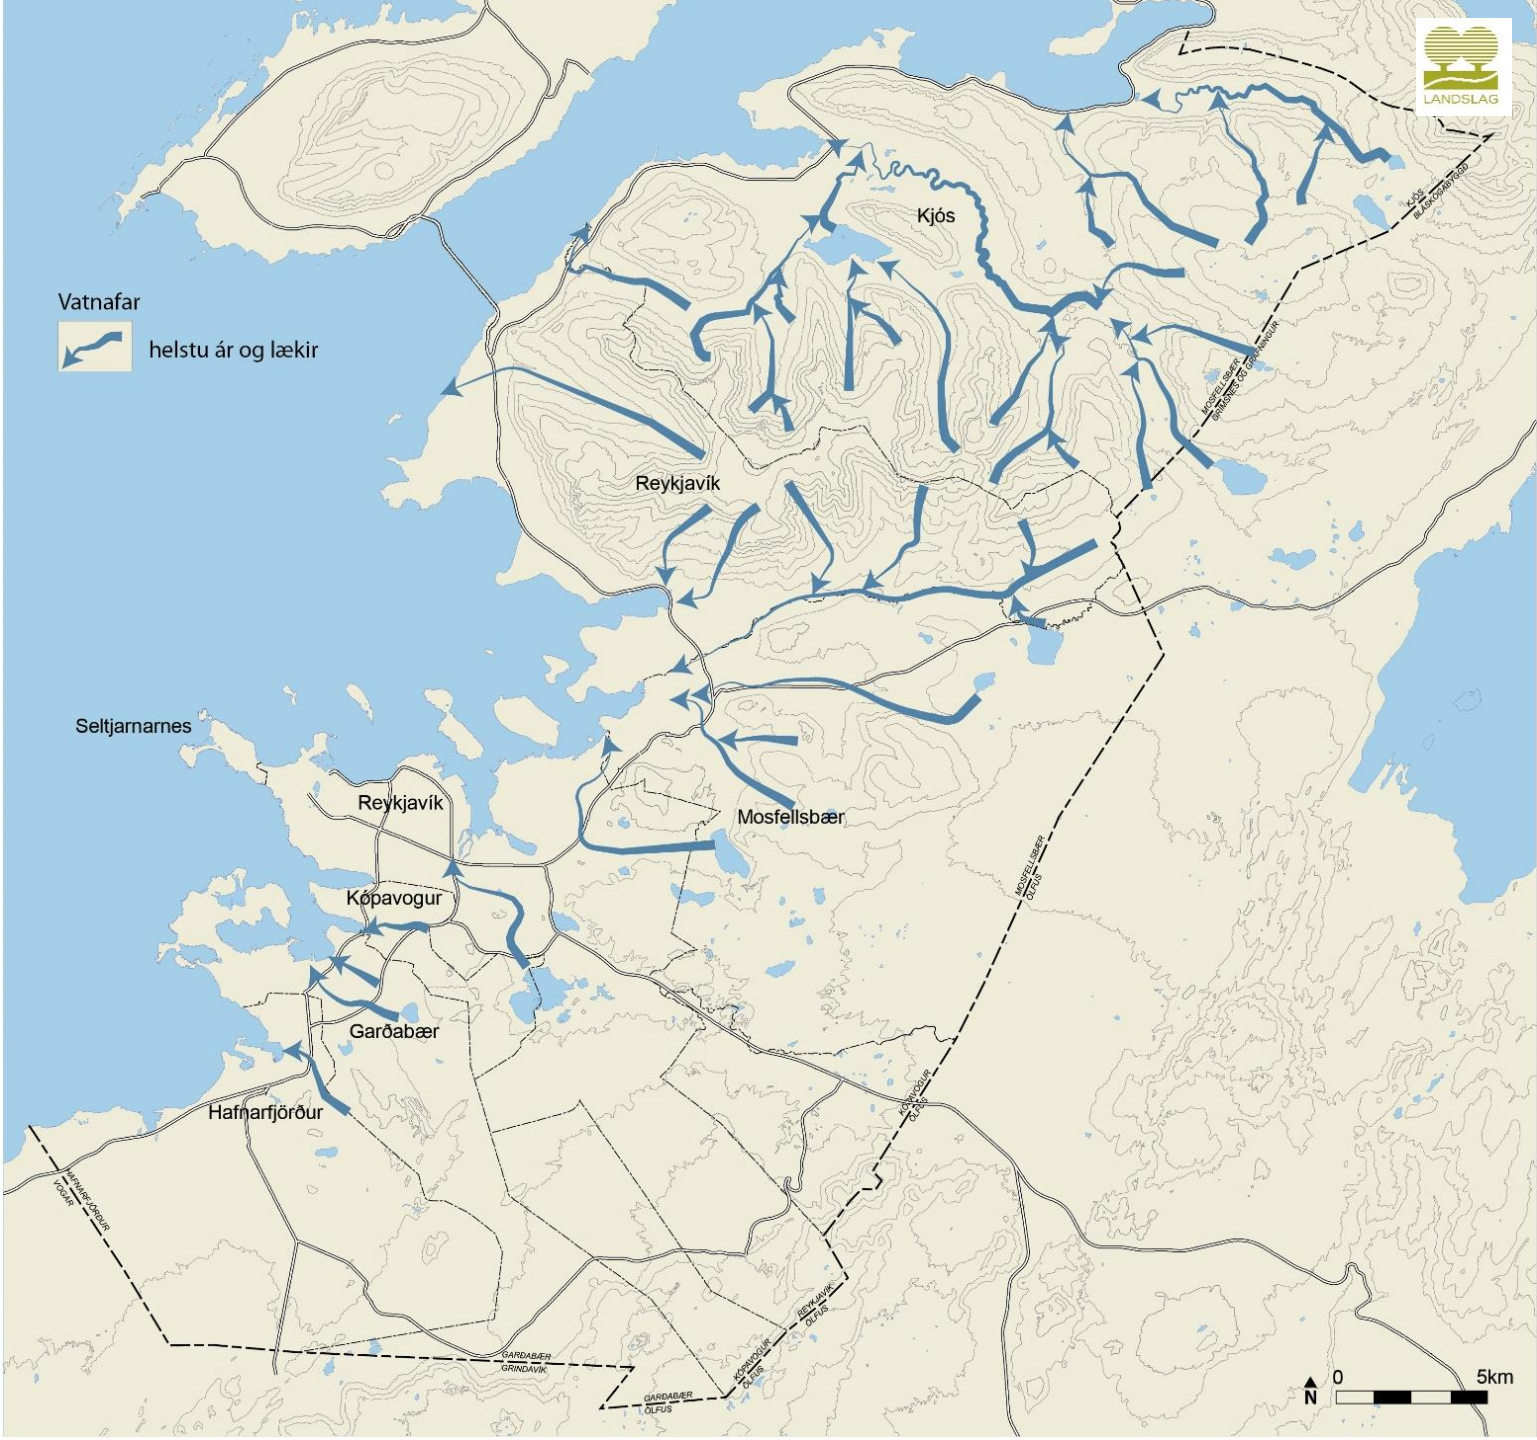 LANDSLAG
KJÓS
BLÁSKÓGABYGGÐ
Kjós
Vatnafar
helstu ár og lækir
MOSFELLSBÆR
GRÍMSNES OG GRAFNINGUR
Reykjavík
Seltjarnarnes
Reykjavík
Mosfellsbær
MOSFELLSBÆR
ÖLFUS
Kópavogur
Garðabær
KÓPAVOGUR
ÖLFUS
Hafnarfjörður
HAFNARFJÖRÐUR
VOGAR
REYKJAVÍK
ÖLFUS
GARÐABÆR
GRINDAVÍK
KÓPAVOGUR
ÖLFUS
GARÐABÆR
ÖLFUS
0 5km
N